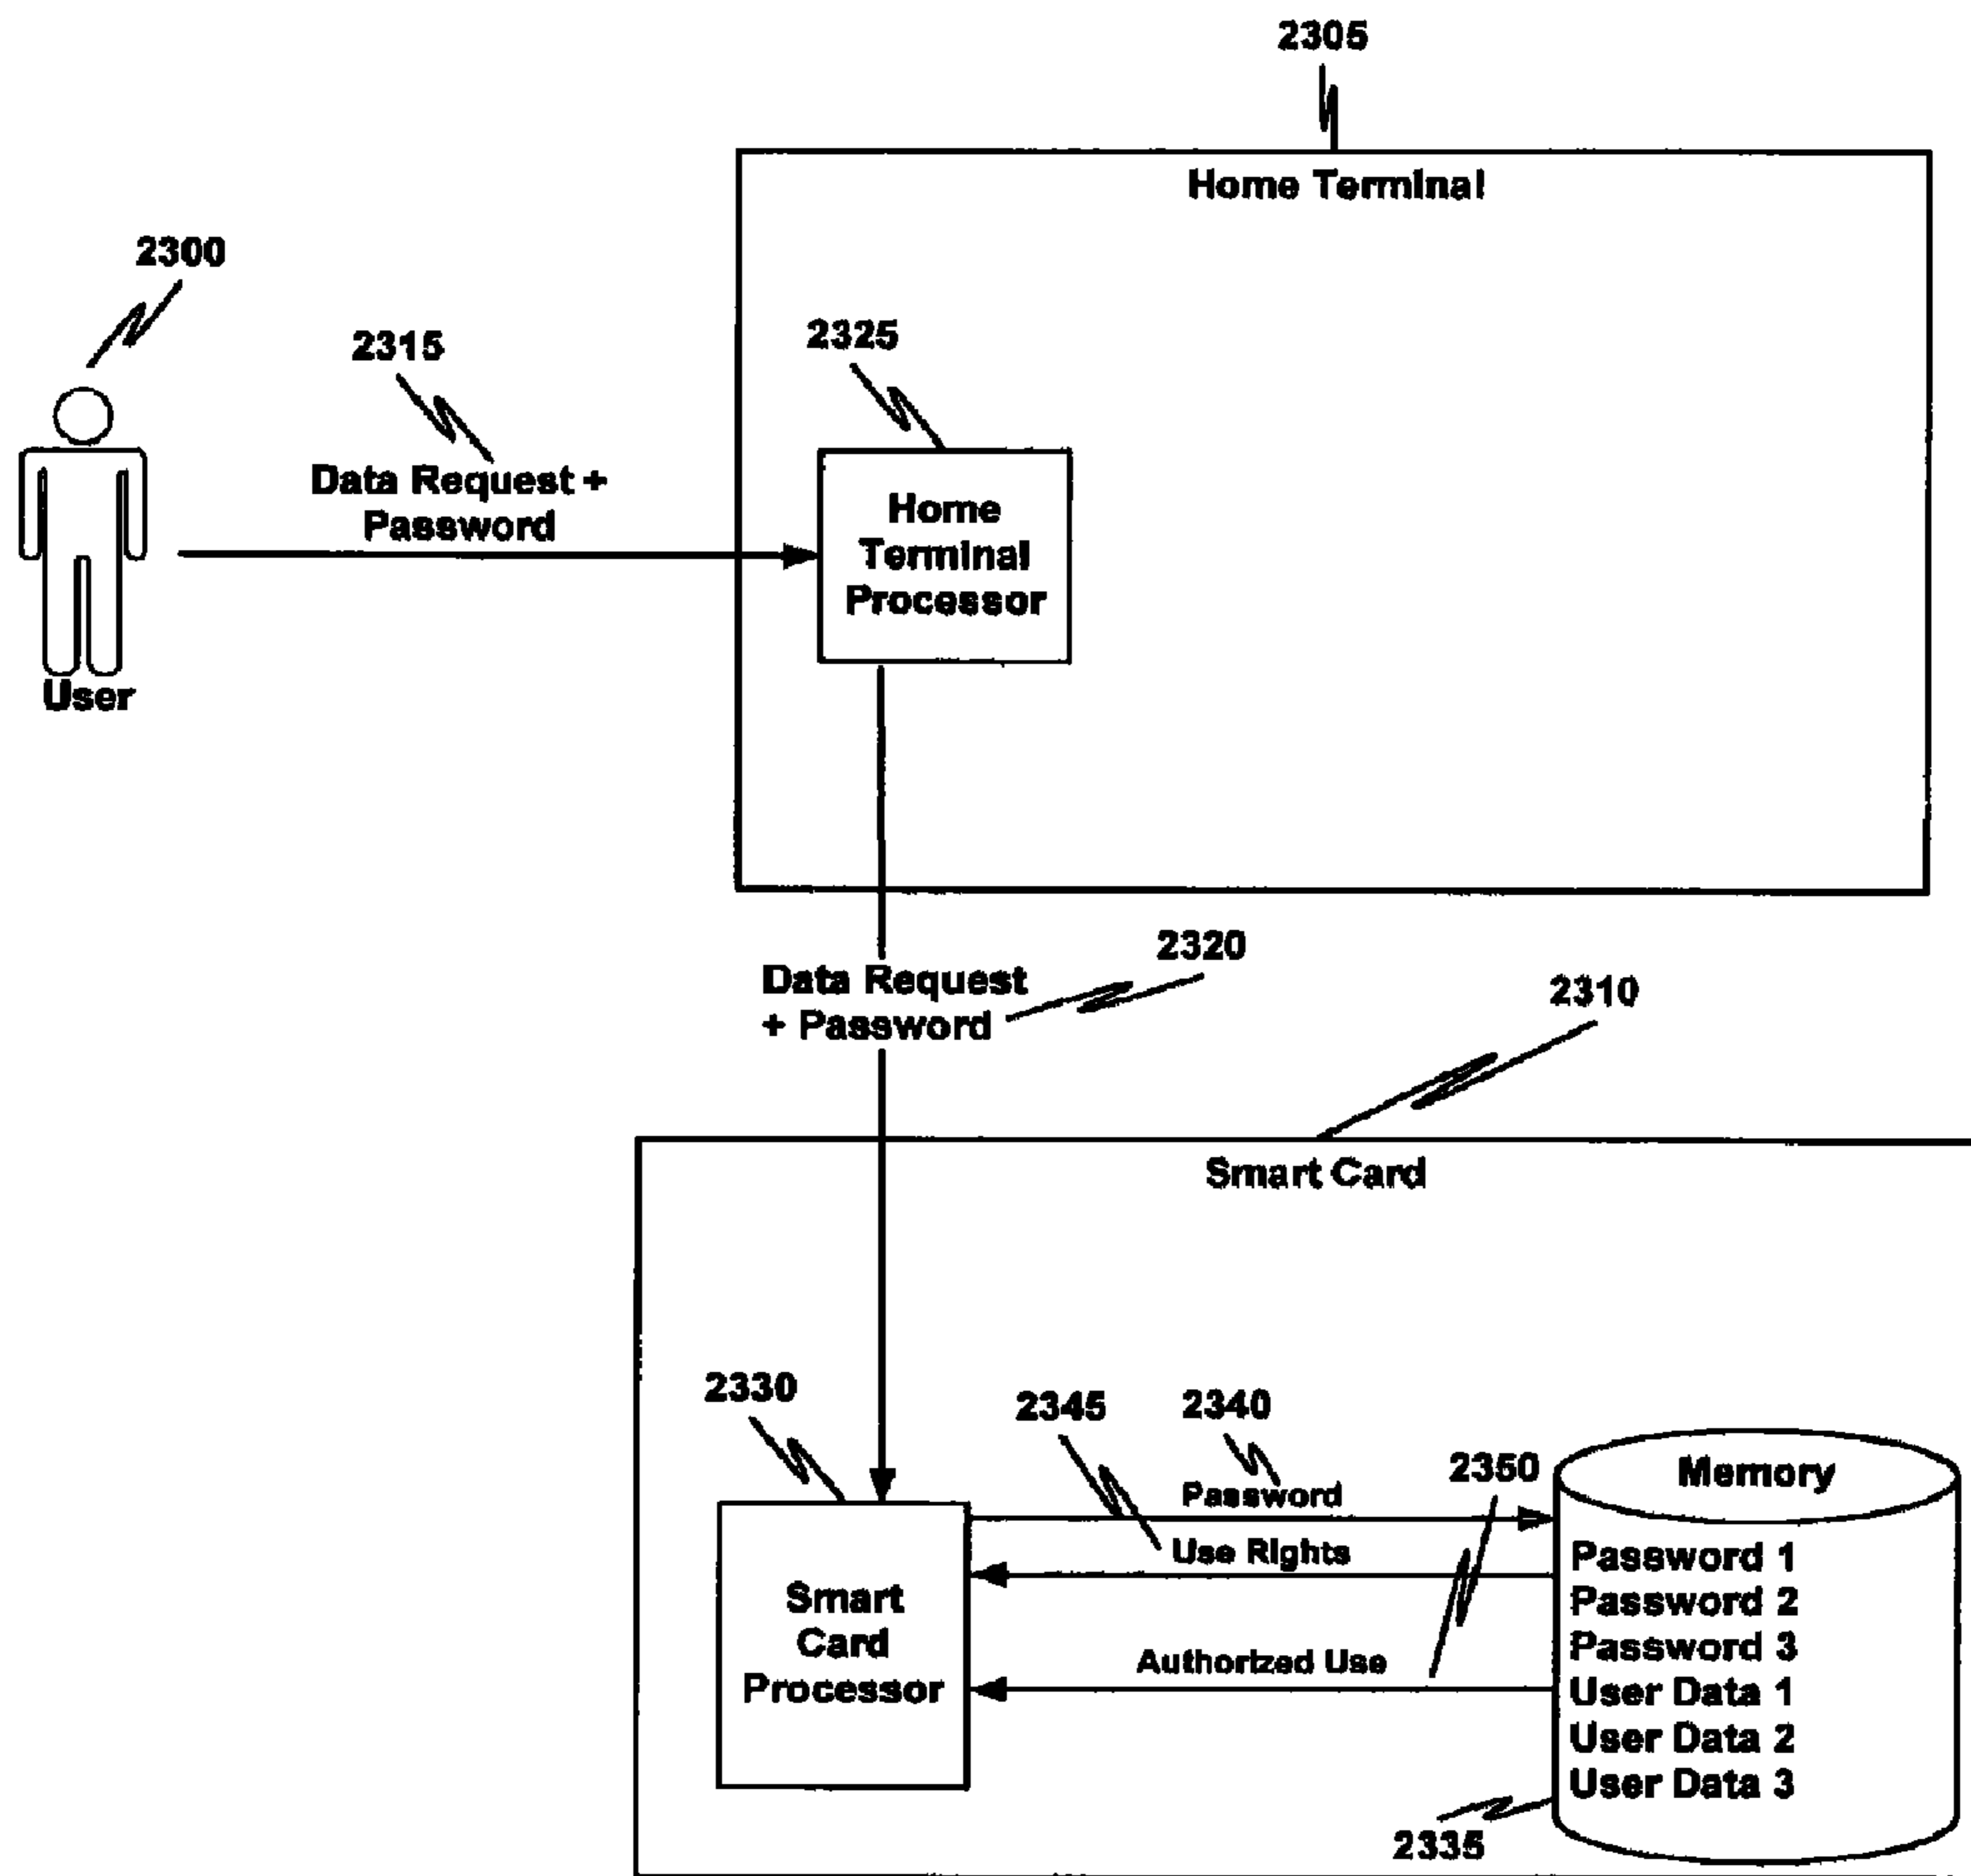 2305
Home Terminal
2300
2315
2325
Data Request +
Password
Home
Terminal
Processor
User
2320
Data Request
+ Password
2310
Smart Card
2330
2345
2340
2350
Password
Memory
Use Rights
Authorized Use
Smart
Card
Processor
Password 1
Password 2
Password 3
User Data 1
User Data 2
User Data 3
2335